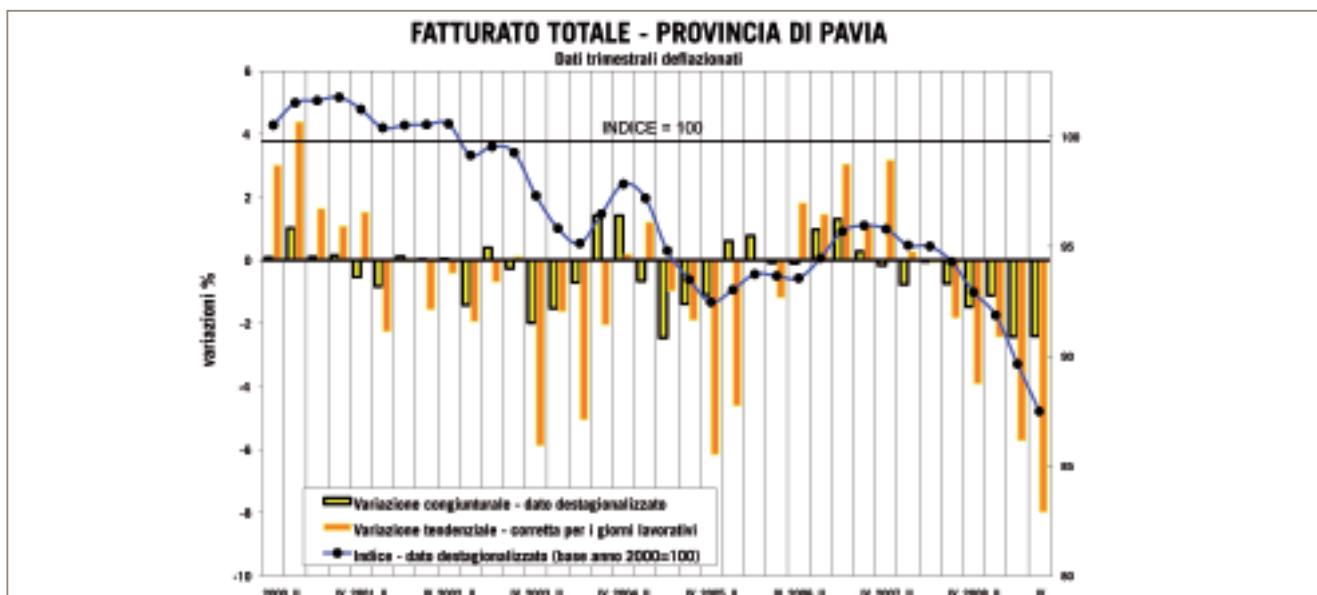 FATTURATO TOTALE - PROVINCIA DI PAVIA
Dati trimestrali deflazionati
6
4
2
0
-2
-4
-6
-8
-10
variazioni %
INDICE = 100
100
95
90
85
80
Variazione congiunturale - dato destagionalizzato
Variazione tendenziale - corretta per i giorni lavorativi
Indice - dato destagionalizzato (base anno 2000=100)